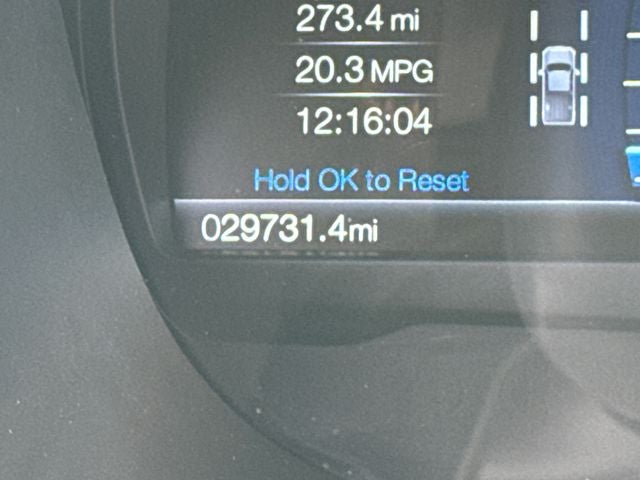 273.4 mi
20.3 MPG
12:16:04
Hold OK to Reset
029731.4mi